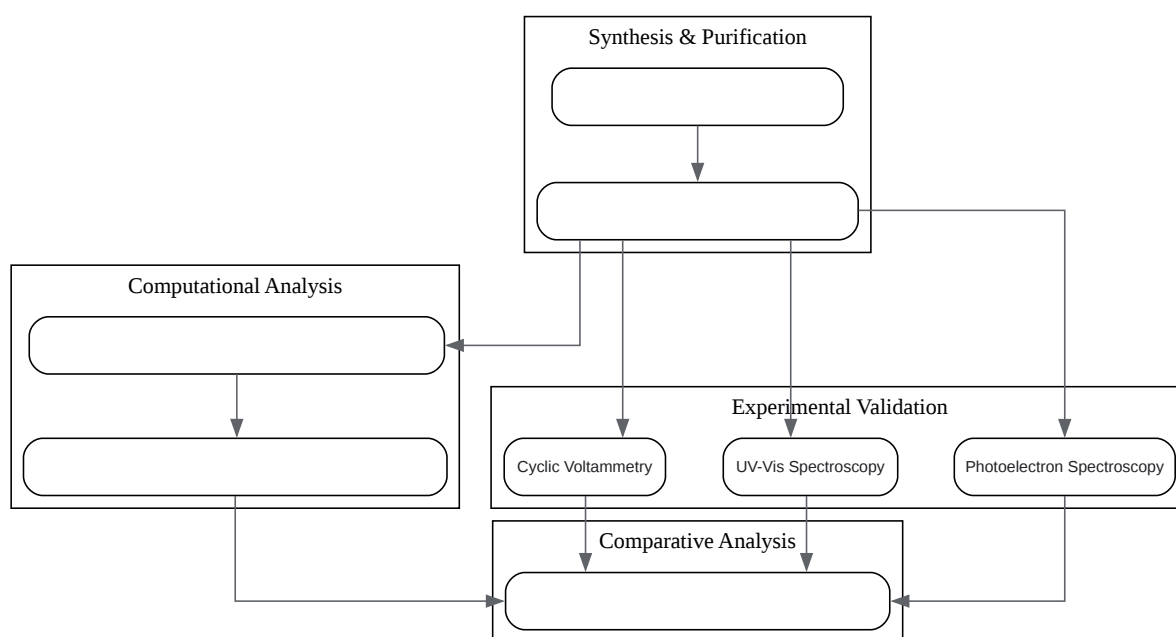 Synthesis & Purification
Computational Analysis
Experimental Validation
Cyclic Voltammetry
UV-Vis Spectroscopy
Photoelectron Spectroscopy
Comparative Analysis